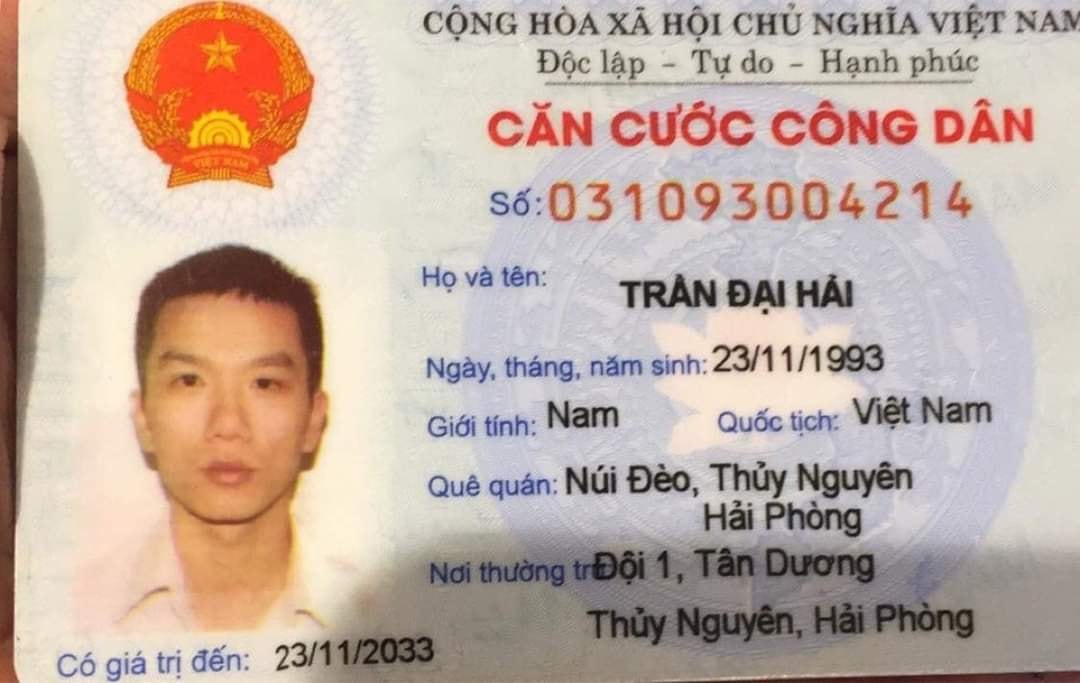 CỘNG HÒA XÃ HỘI CHỦ NGHĨA VIỆT NAM
Độc lập - Tự do - Hạnh phúc
CĂN CƯỚC CÔNG DÂN
Số: 031093004214
VIỆT NAM
Họ và tên: TRẦN ĐẠI HẢI
Ngày, tháng, năm sinh: 23/11/1993
Giới tính: Nam Quốc tịch: Việt Nam
Quê quán: Núi Đèo, Thủy Nguyên
Hải Phòng
Nơi thường tr Đội 1, Tân Dương
Thủy Nguyên, Hải Phòng
Có giá trị đến: 23/11/2033